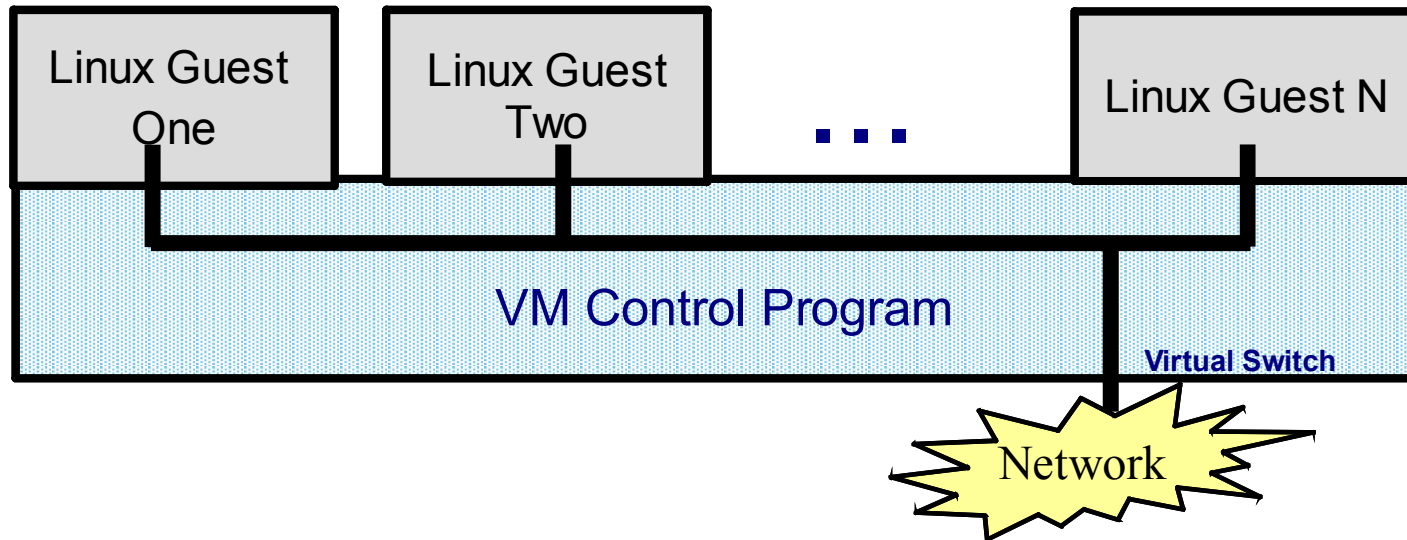 Linux Guest
One
Linux Guest
Two
...
Linux Guest N
VM Control Program
Virtual Switch
Network